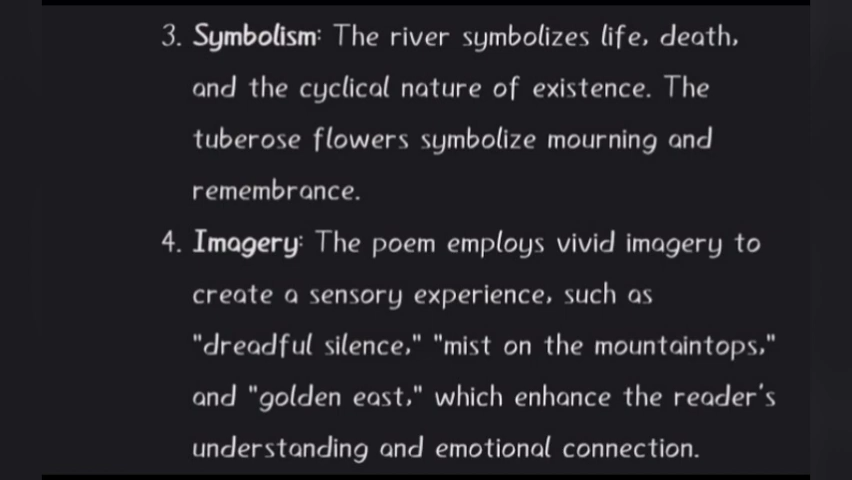 3. Symbolism: The river symbolizes life, death,
and the cyclical nature of existence. The
tuberose flowers symbolize mourning and
remembrance.
4. Imagery: The poem employs vivid imagery to
create a sensory experience, such as
"dreadful silence," "mist on the mountaintops,"
and "golden east," which enhance the reader's
understanding and emotional connection.